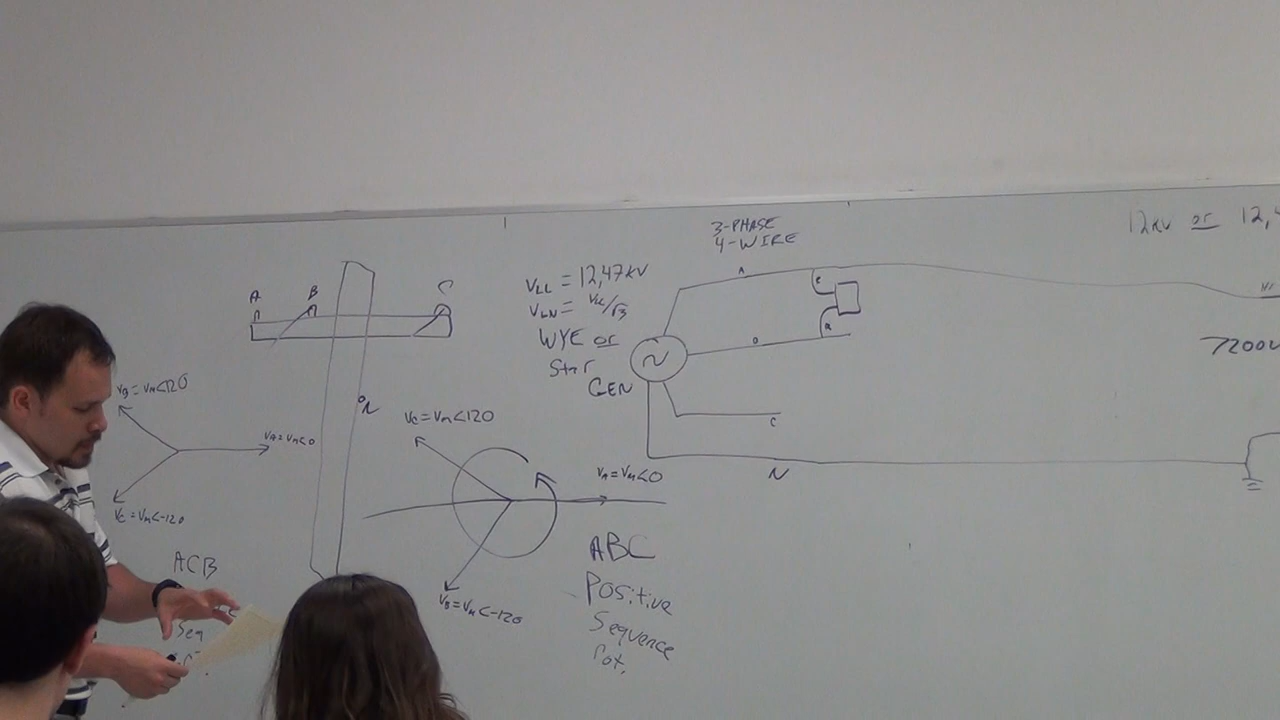 3-PHASE
4-WIRE
12KV or 12,4
A B C
VLL = 12,47KV
VLN = VLL/√3
WYE or
Star
GEN
A
B
C
N
7200V
N
VB = VM<120
VA = VM<0
VC = VM<-120
ACB
Seq
VC = VM<120
VA = VM<0
VB = VM<-120
ABC
Positive
Sequence
rot.